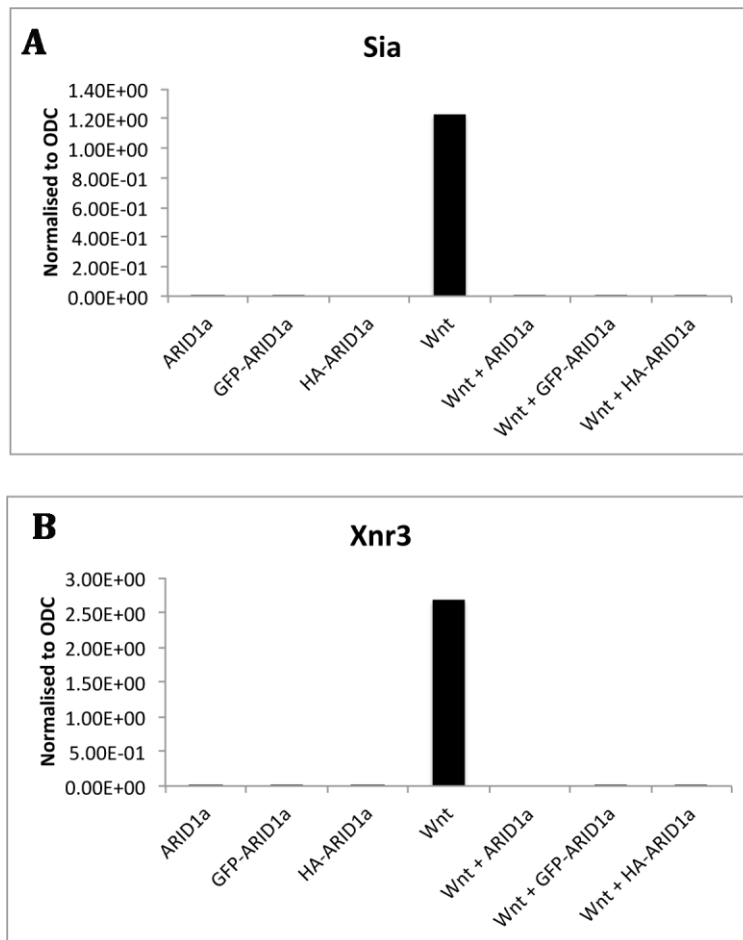 A
Sia
Normalised to ODC
1.40E+00
1.20E+00
1.00E+00
8.00E-01
6.00E-01
4.00E-01
2.00E-01
0.00E+00
ARID1a
GFP-ARID1a
HA-ARID1a
Wnt
Wnt + ARID1a
Wnt + GFP-ARID1a
Wnt + HA-ARID1a
B
Xnr3
Normalised to ODC
3.00E+00
2.50E+00
2.00E+00
1.50E+00
1.00E+00
5.00E-01
0.00E+00
ARID1a
GFP-ARID1a
HA-ARID1a
Wnt
Wnt + ARID1a
Wnt + GFP-ARID1a
Wnt + HA-ARID1a